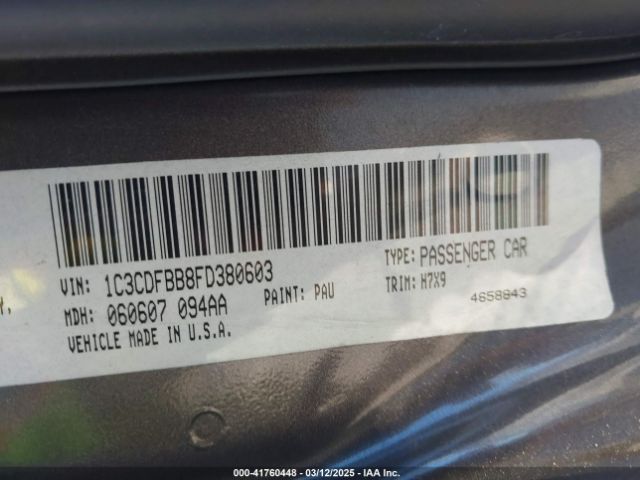 VIN: 1C3CDFBB8FD380603
TYPE: PASSENGER CAR
Y,
MDH: 060607 094AA
PAINT: PAU
TRIM: H7X9
VEHICLE MADE IN U.S.A.
4658843
000-41760448 - 03/12/2025 - IAA Inc.